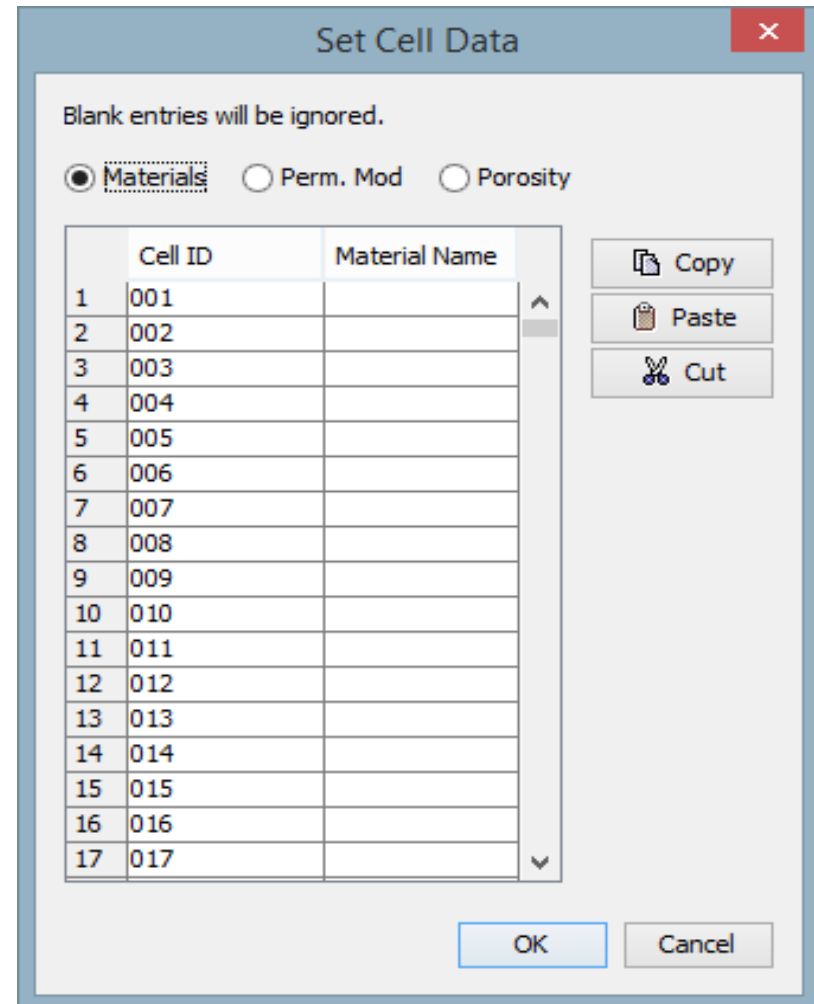 Set Cell Data
Blank entries will be ignored.
Materials Perm. Mod Porosity
Cell ID Material Name
Copy
Paste
Cut
1 001
2 002
3 003
4 004
5 005
6 006
7 007
8 008
9 009
10 010
11 011
12 012
13 013
14 014
15 015
16 016
17 017
OK Cancel